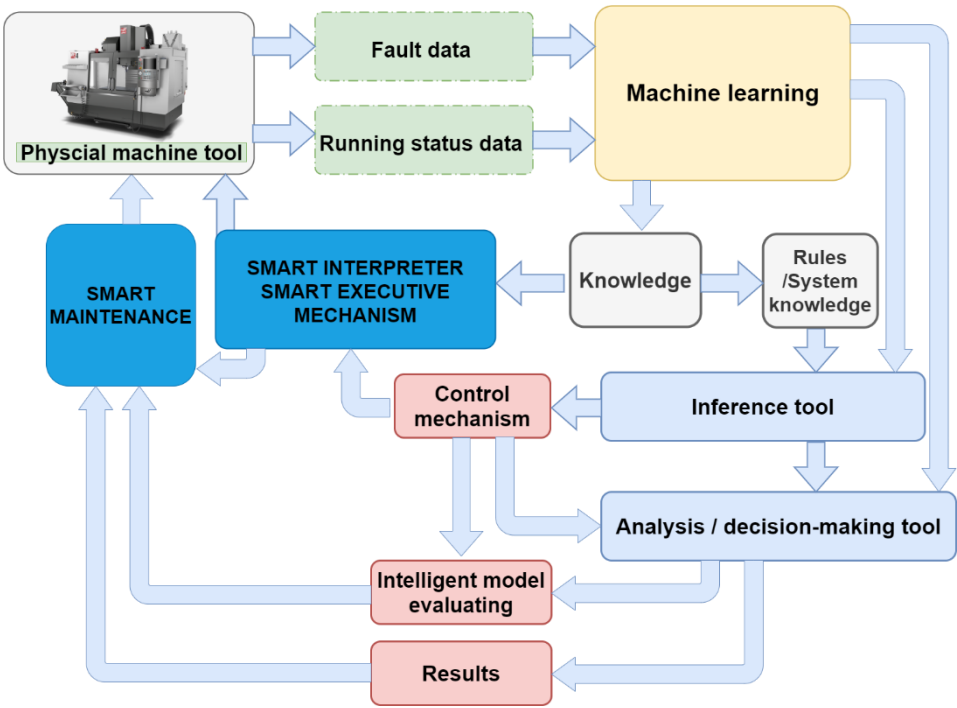 Fault data
Machine learning
Physcial machine tool
Running status data
SMART
MAINTENANCE
SMART INTERPRETER
SMART EXECUTIVE
MECHANISM
Knowledge
Rules
/System
knowledge
Control
mechanism
Inference tool
Analysis / decision-making tool
Intelligent model
evaluating
Results